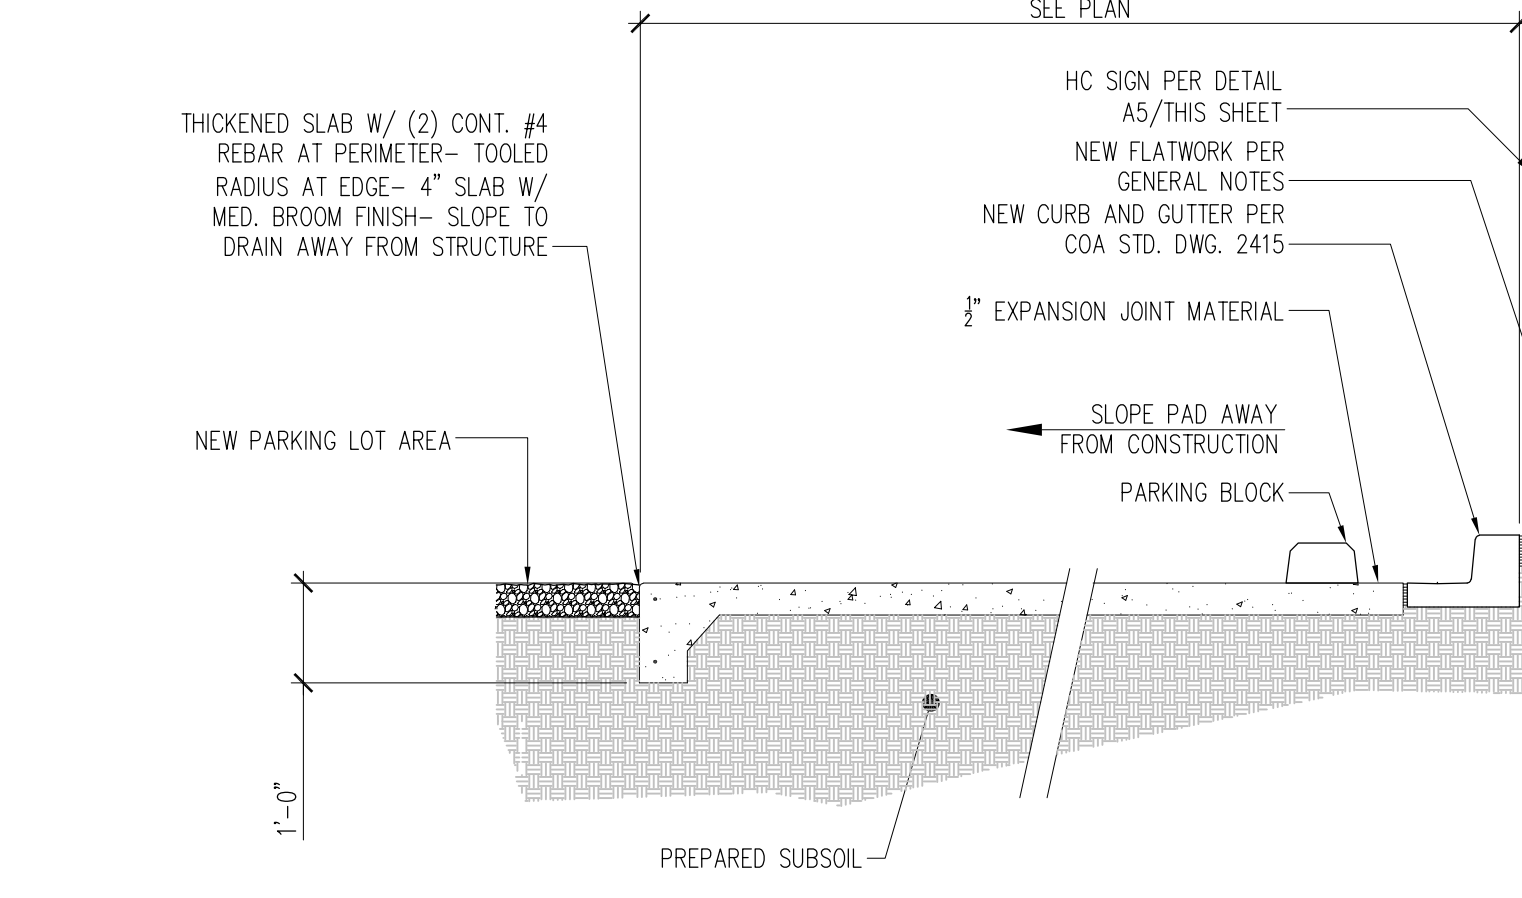 SEE PLAN
HC SIGN PER DETAIL
A5/THIS SHEET
THICKENED SLAB W/ (2) CONT. #4
REBAR AT PERIMETER– TOOLED
RADIUS AT EDGE– 4” SLAB W/
MED. BROOM FINISH– SLOPE TO
DRAIN AWAY FROM STRUCTURE
NEW FLATWORK PER
GENERAL NOTES
NEW CURB AND GUTTER PER
COA STD. DWG. 2415
½” EXPANSION JOINT MATERIAL
SLOPE PAD AWAY
FROM CONSTRUCTION
NEW PARKING LOT AREA
PARKING BLOCK
1'-0”
PREPARED SUBSOIL